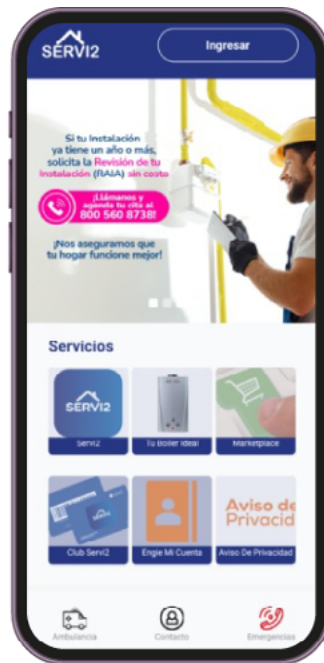 SERVI2
Ingresar
Si tu Instalación
ya tiene un año o más,
solicita la Revisión de tu
Instalación (RAIA) sin costo
¡Llámanos y
agenda tu cita al
800 560 8738!
¡Nos aseguramos que
tu hogar funcione mejor!
Servicios
SERVI2
Servi2
Tu Boiler Ideal
Marketplace
Aviso de
Privacid
Club Servi2
Engie Mi Cuenta
Aviso De Privacidad
Ambulancia
Contacto
Emergencias